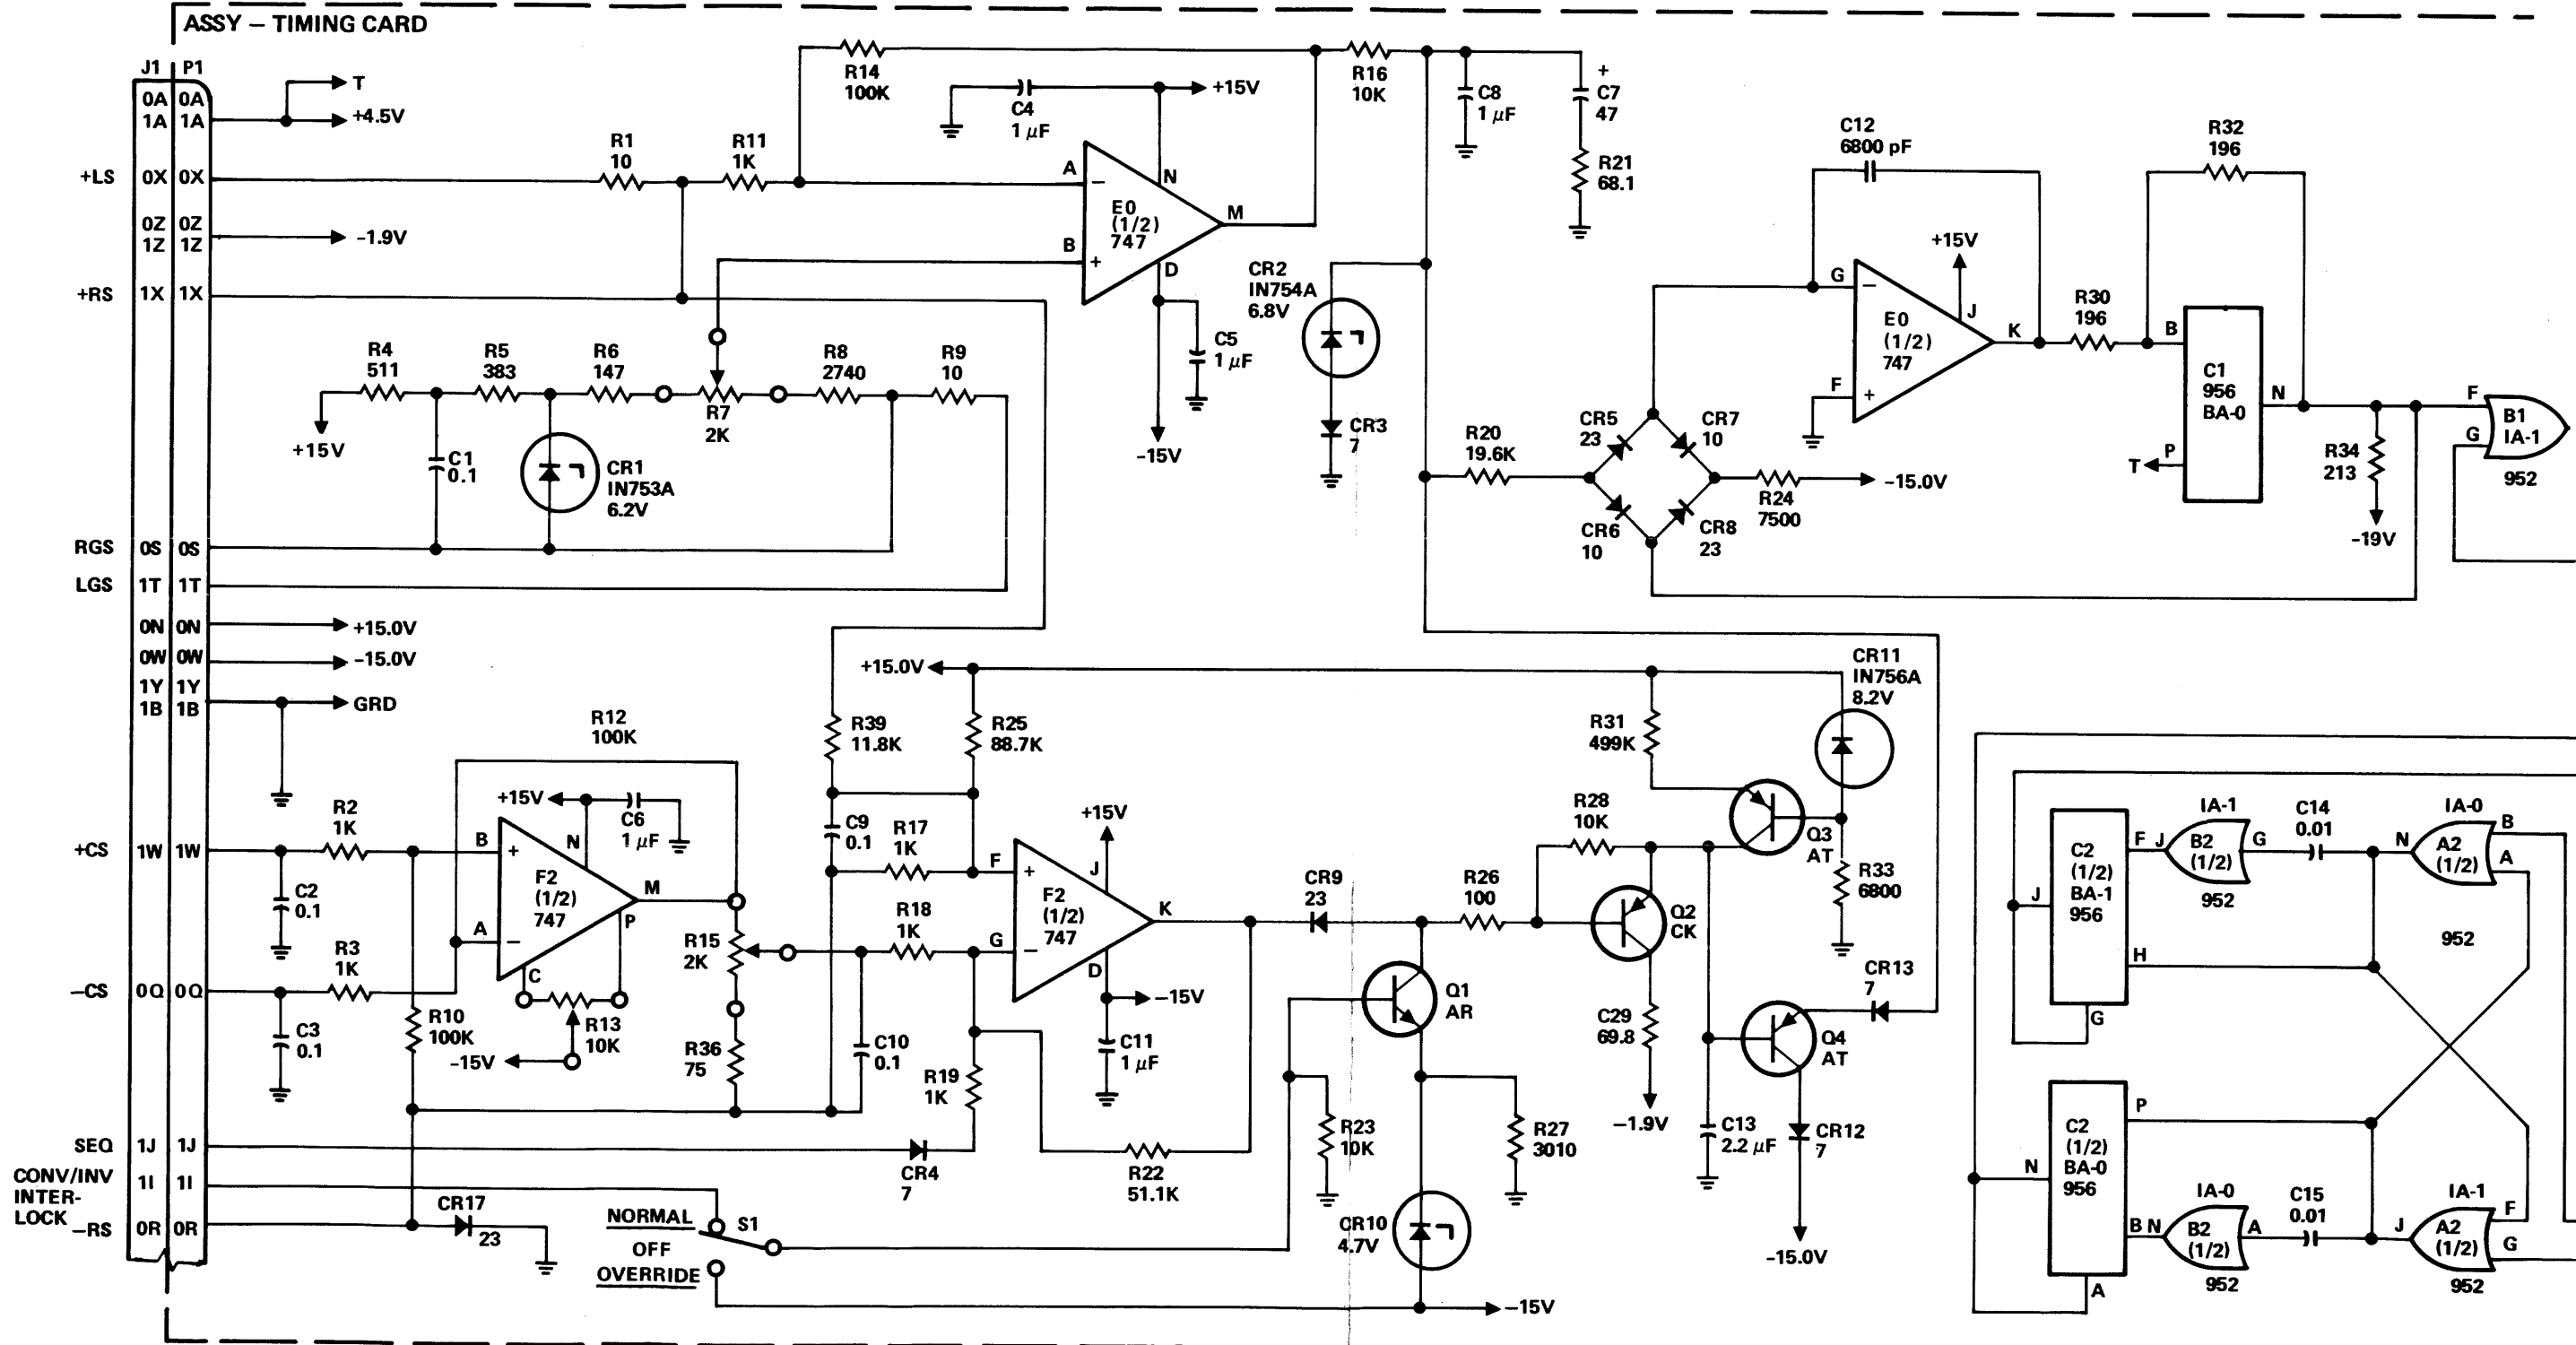 ASSY – TIMING CARD
J1 P1
0A 0A
1A 1A
T
+4.5V
+LS 0X 0X
0Z 0Z
1Z 1Z
–1.9V
+RS 1X 1X
RGS 0S 0S
LGS 1T 1T
0N 0N +15.0V
0W 0W –15.0V
1Y 1Y
1B 1B GRD
+CS 1W 1W
–CS 0Q 0Q
SEQ 1J 1J
CONV/INV
INTER-
LOCK
1I 1I
–RS 0R 0R
R1
10
R11
1K
R14
100K
C4
1 μF
+15V
A
–
N
E0
(1/2)
747
M
B
+
D
C5
1 μF
–15V
R16
10K
C8
1 μF
+
C7
47
R21
68.1
CR2
IN754A
6.8V
CR3
7
R4
511
R5
383
R6
147
R7
2K
R8
2740
R9
10
+15V
C1
0.1
CR1
IN753A
6.2V
R20
19.6K
CR5
23
CR7
10
CR6
10
CR8
23
R24
7500
–15.0V
C12
6800 pF
+15V
G
–
J
E0
(1/2)
747
K
F
+
R30
196
R32
196
B
C1
956
BA-0
N
P
T
R34
213
–19V
F
G
B1
IA-1
952
+15.0V
R39
11.8K
R25
88.7K
R12
100K
+15V
C6
1 μF
R2
1K
B
+
N
F2
(1/2)
747
M
P
A
–
C
C2
0.1
R3
1K
C3
0.1
R10
100K
R13
10K
–15V
R15
2K
R36
75
C9
0.1
R17
1K
R18
1K
C10
0.1
R19
1K
CR4
7
R22
51.1K
+15V
F
+
J
F2
(1/2)
747
K
G
–
D
–15V
C11
1 μF
CR9
23
R26
100
Q1
AR
R23
10K
R27
3010
CR10
4.7V
–15V
CR17
23
NORMAL
S1
OFF
OVERRIDE
R28
10K
Q2
CK
C29
69.8
–1.9V
R31
499K
CR11
IN756A
8.2V
Q3
AT
R33
6800
CR13
7
Q4
AT
C13
2.2 μF
CR12
7
–15.0V
C2
(1/2)
BA-1
956
F J
J
H
G
IA-1
B2
(1/2)
G
952
C14
0.01
IA-0
N
A2
(1/2)
B
A
952
C2
(1/2)
BA-0
956
P
N
B N
A
IA-0
B2
(1/2)
A
952
C15
0.01
IA-1
J
A2
(1/2)
F
G
952